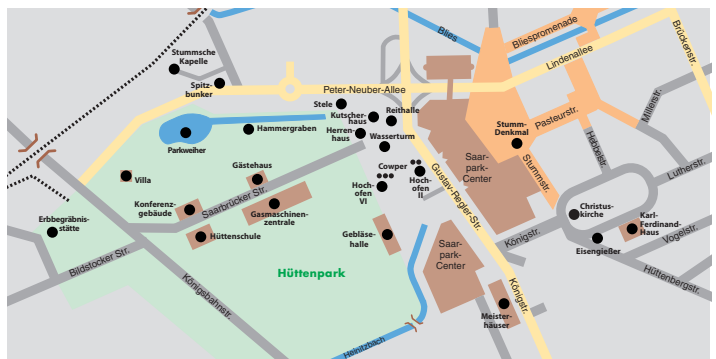 Stummsche
Kapelle
Spitz-
bunker
Blies
Bliespromenade
Lindenallee
Brückenstr.
Peter-Neuber-Allee
Stele
Kutscher-
haus
Reithalle
Herren-
haus
Wasserturm
Hammergraben
Parkweiher
Stumm-
Denkmal
Pasteurstr.
Hebbelstr.
Millerstr.
Lutherstr.
Villa
Gästehaus
Cowper
Hoch-
ofen
VI
Hoch-
ofen
II
Saar-
park-
Center
Stummstr.
Konferenz-
gebäude
Saarbrücker Str.
Gasmaschinen-
zentrale
Gustav-Regler-Str.
Christus-
kirche
Karl-
Ferdinand-
Haus
Erbbegräbnis-
stätte
Hüttenschule
Gebläse-
halle
Saar-
park-
Center
Königstr.
Eisengießer
Vogelstr.
Hüttenbergstr.
Bildstocker Str.
Königsbahnstr.
Hüttenpark
Königstr.
Meister-
häuser
Heinitzbach